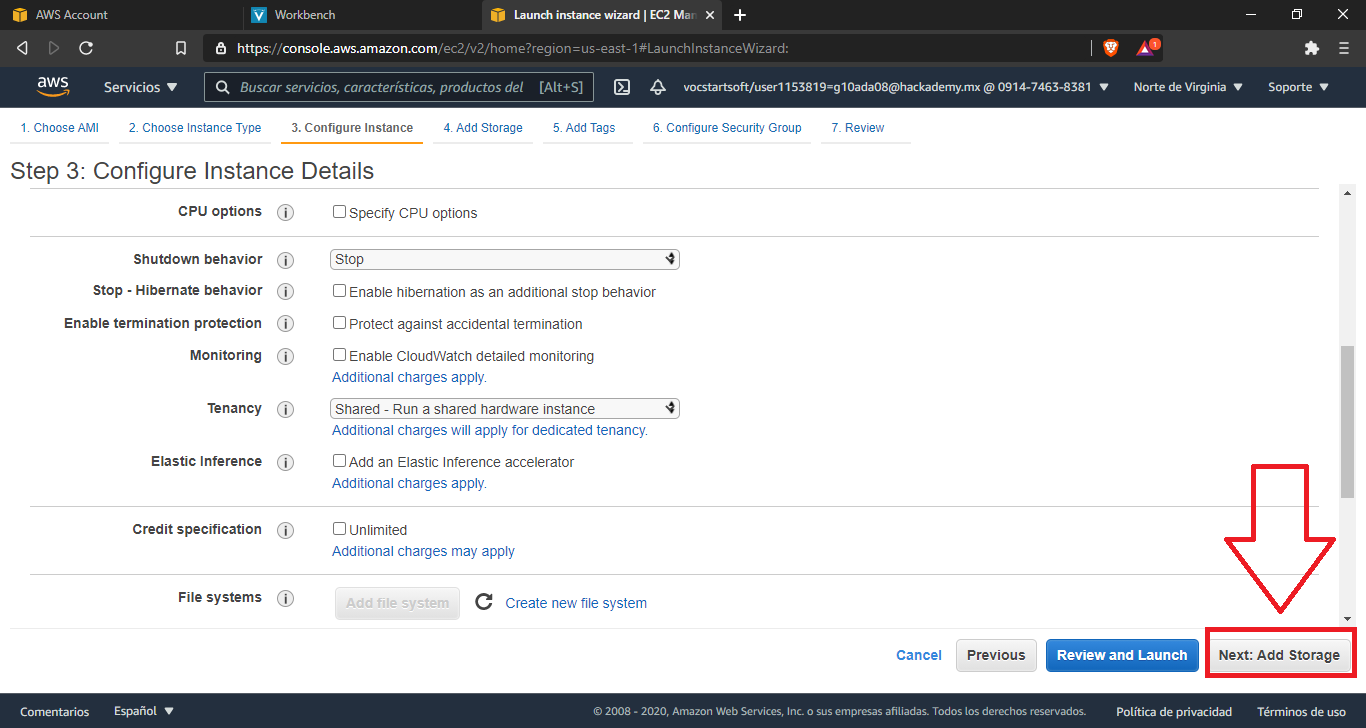 AWS Account
Workbench
Launch instance wizard | EC2 Man
https://console.aws.amazon.com/ec2/v2/home?region=us-east-1#LaunchInstanceWizard:
1
aws
Servicios
Buscar servicios, características, productos del [Alt+S]
vocstartsoft/user1153819=g10ada08@hackademy.mx @ 0914-7463-8381
Norte de Virginia
Soporte
1. Choose AMI
2. Choose Instance Type
3. Configure Instance
4. Add Storage
5. Add Tags
6. Configure Security Group
7. Review
Step 3: Configure Instance Details
CPU options
Specify CPU options
Shutdown behavior
Stop
Stop - Hibernate behavior
Enable hibernation as an additional stop behavior
Enable termination protection
Protect against accidental termination
Monitoring
Enable CloudWatch detailed monitoring
Additional charges apply.
Tenancy
Shared - Run a shared hardware instance
Additional charges will apply for dedicated tenancy.
Elastic Inference
Add an Elastic Inference accelerator
Additional charges apply.
Credit specification
Unlimited
Additional charges may apply
File systems
Add file system
Create new file system
Cancel
Previous
Review and Launch
Next: Add Storage
Comentarios
Español
© 2008 - 2020, Amazon Web Services, Inc. o sus empresas afiliadas. Todos los derechos reservados.
Política de privacidad
Términos de uso